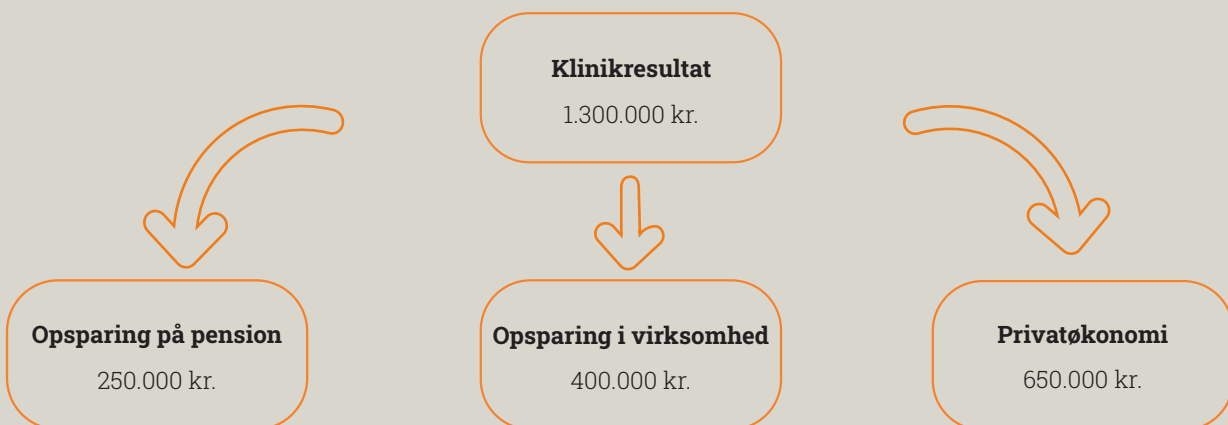 Klinikresultat
1.300.000 kr.
Opsparing på pension
250.000 kr.
Opsparing i virksomhed
400.000 kr.
Privatøkonomi
650.000 kr.